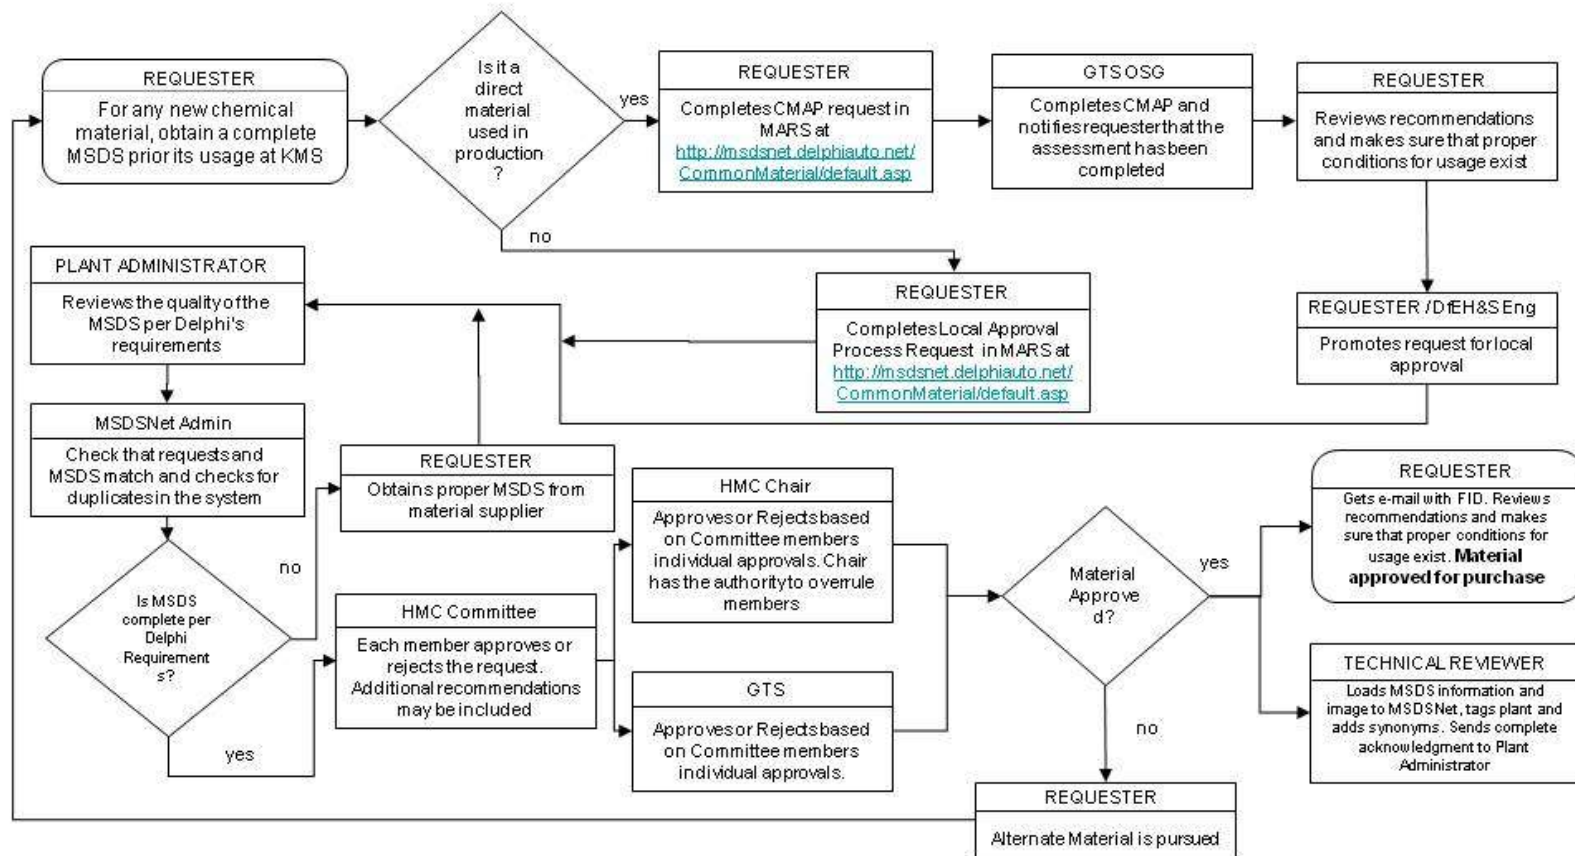 REQUESTER
For any new chemical
material, obtain a complete
MSDS prior its usage at KMS
Is it a
direct
material
used in
production
?
yes
REQUESTER
Completes CMAP request in
MARS at
http://msdsnet.delphiauto.net/
CommonMaterial/default.asp
GTS OSG
Completes CMAP and
notifies requester that the
assessment has been
completed
REQUESTER
Reviews recommendations
and makes sure that proper
conditions for usage exist
no
PLANT ADMINISTRATOR
Reviews the quality of the
MSDS per Delphi's
requirements
REQUESTER
Completes Local Approval
Process Request in MARS at
http://msdsnet.delphiauto.net/
CommonMaterial/default.asp
REQUESTER /DfEH&S Eng
Promotes request for local
approval
MSDSNet Admin
Check that requests and
MSDS match and checks for
duplicates in the system
REQUESTER
Obtains proper MSDS from
material supplier
HMC Chair
Approves or Rejects based
on Committee members
individual approvals. Chair
has the authority to overrule
members
REQUESTER
Gets e-mail with FID. Reviews
recommendations and makes
sure that proper conditions for
usage exist. Material
approved for purchase
no
Is MSDS
complete per
Delphi
Requirement
s?
yes
HMC Committee
Each member approves or
rejects the request.
Additional recommendations
may be included
GTS
Approves or Rejects based
on Committee members
individual approvals.
Material
Approve
d?
yes
no
TECHNICAL REVIEWER
Loads MSDS information and
image to MSDSNet, tags plant and
adds synonyms. Sends complete
acknowledgment to Plant
Administrator
REQUESTER
Alternate Material is pursued